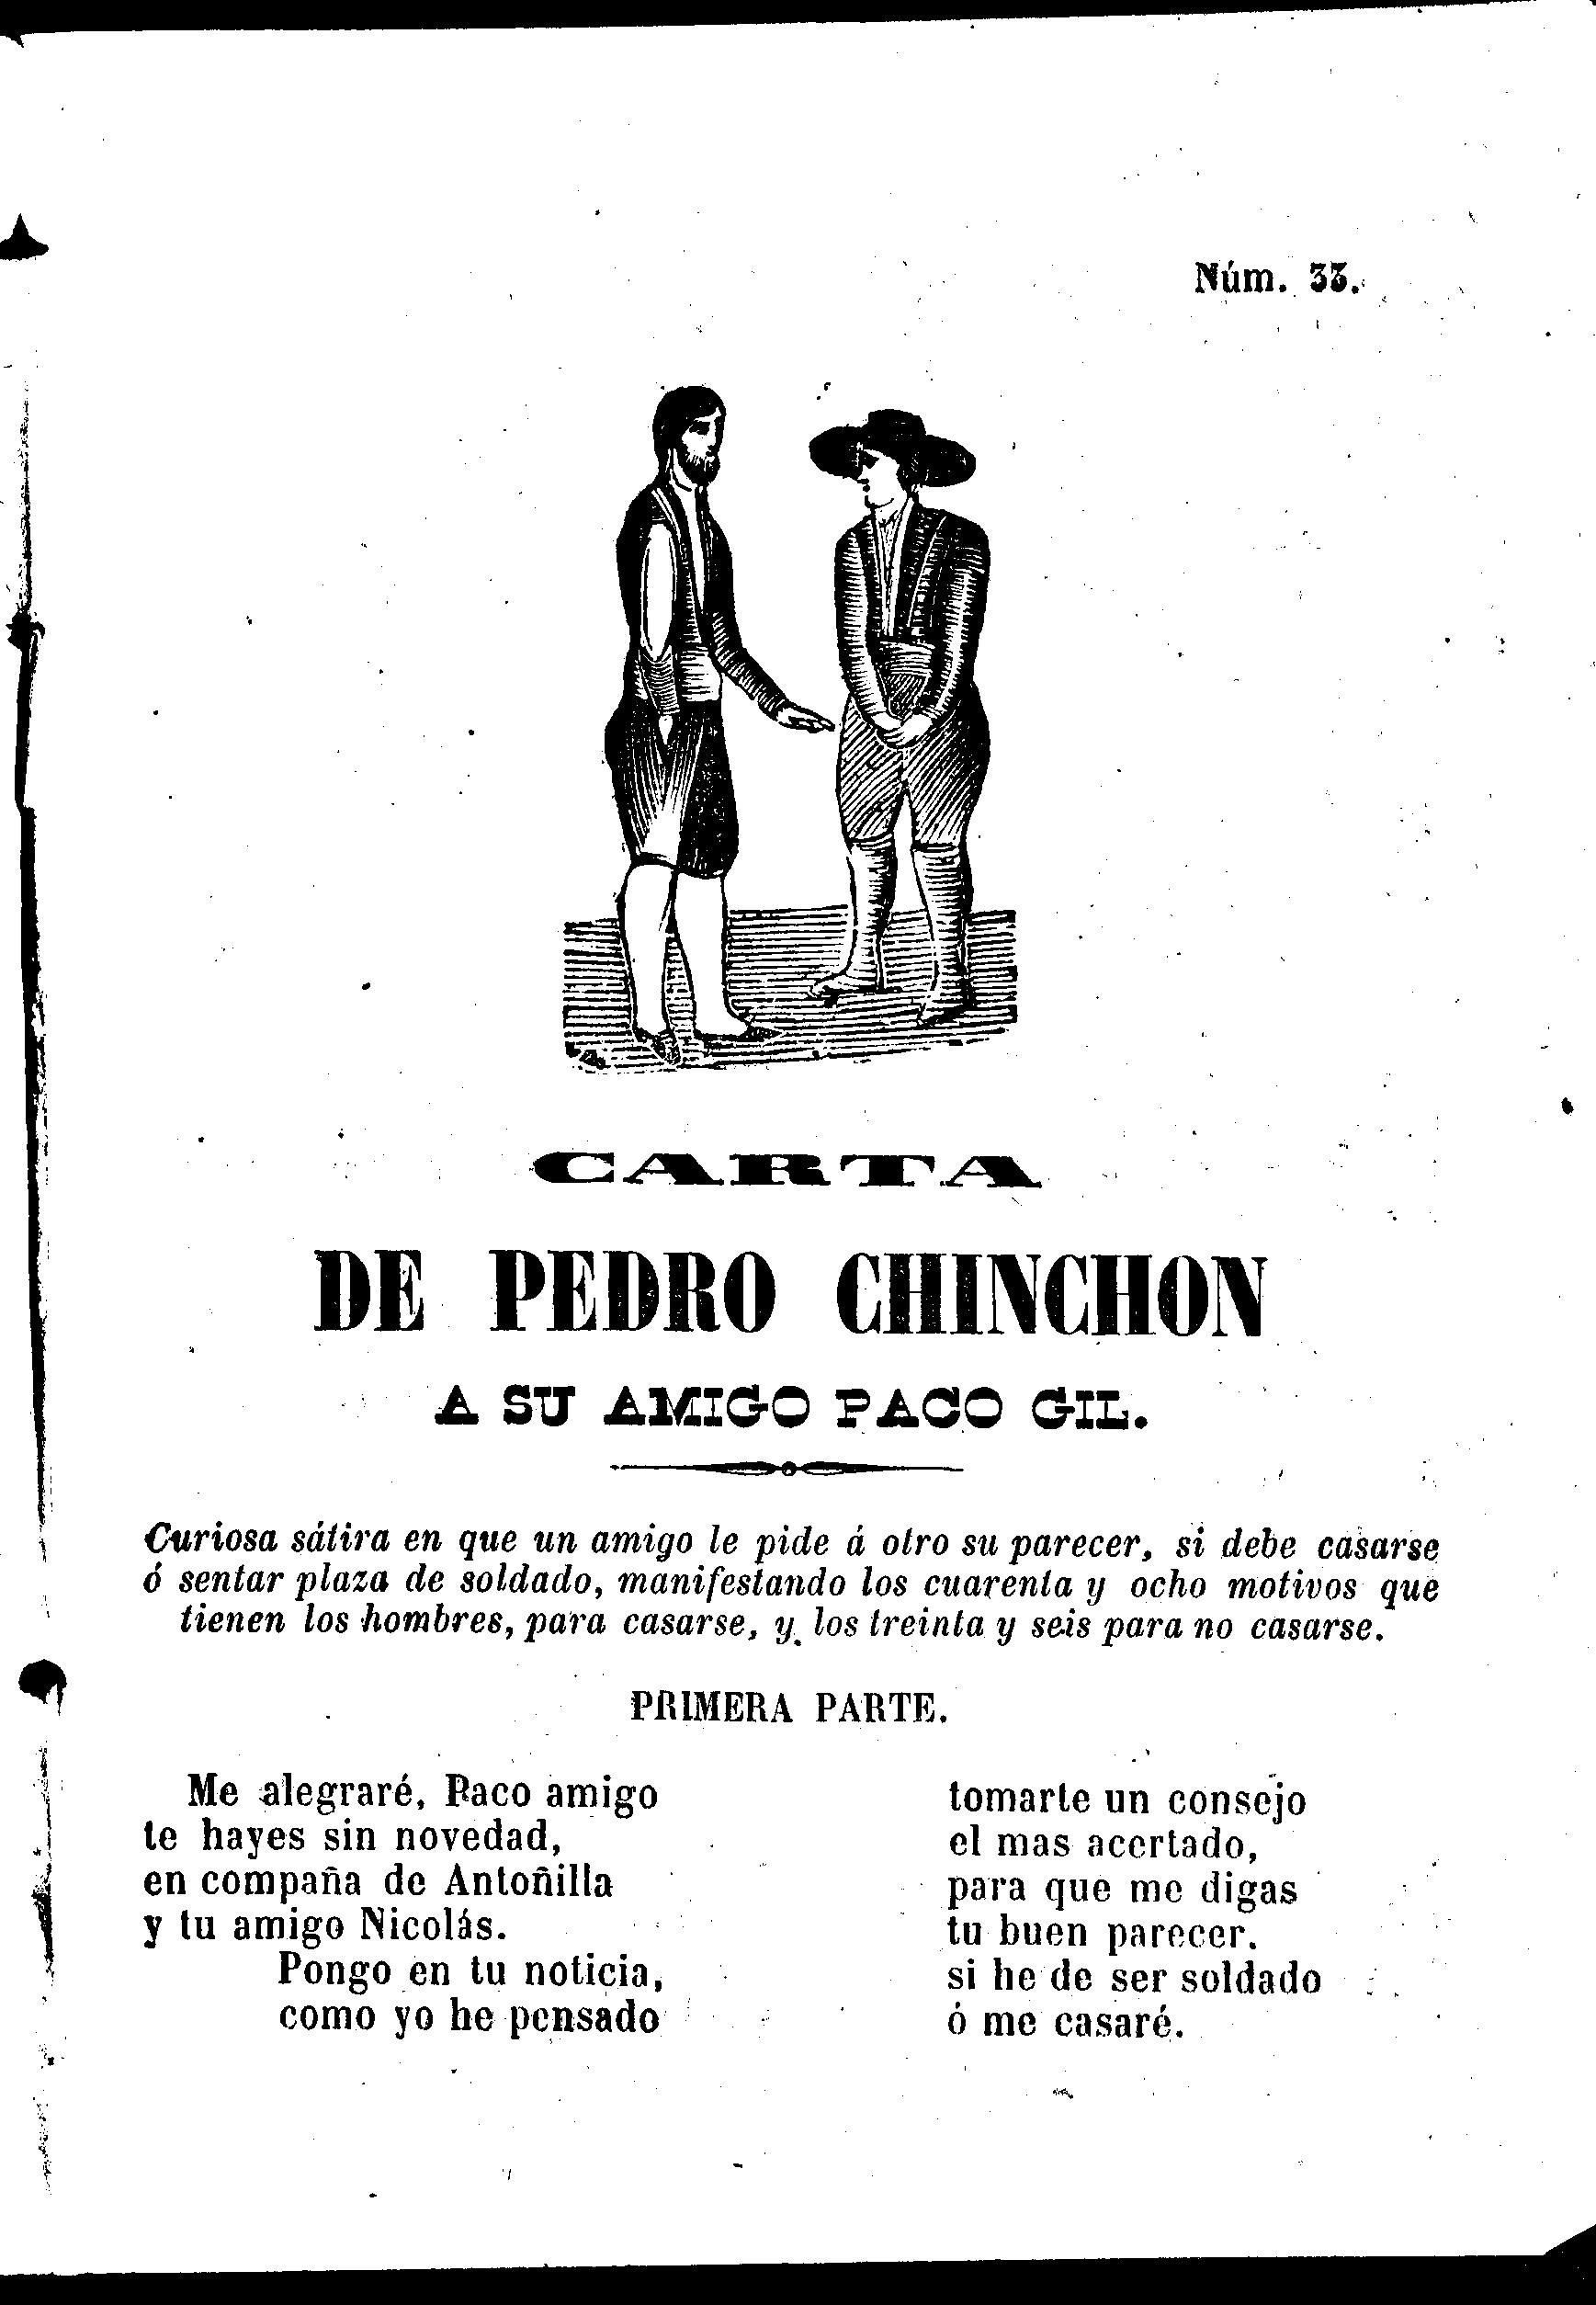 Núm. 33.
CARTA
DE PEDRO CHINCHON
A SU AMIGO PACO GIL.
Curiosa sátira en que un amigo le pide á otro su parecer, si debe casarse
ó sentar plaza de soldado, manifestando los cuarenta y ocho motivos que
tienen los hombres, para casarse, y los treinta y seis para no casarse.
PRIMERA PARTE.
Me alegraré, Paco amigo
te hayes sin novedad,
en compaña de Antoñilla
y tu amigo Nicolás.
Pongo en tu noticia,
como yo he pensado
tomarte un consejo
el mas acertado,
para que me digas
tu buen parecer.
si he de ser soldado
ó me casaré.